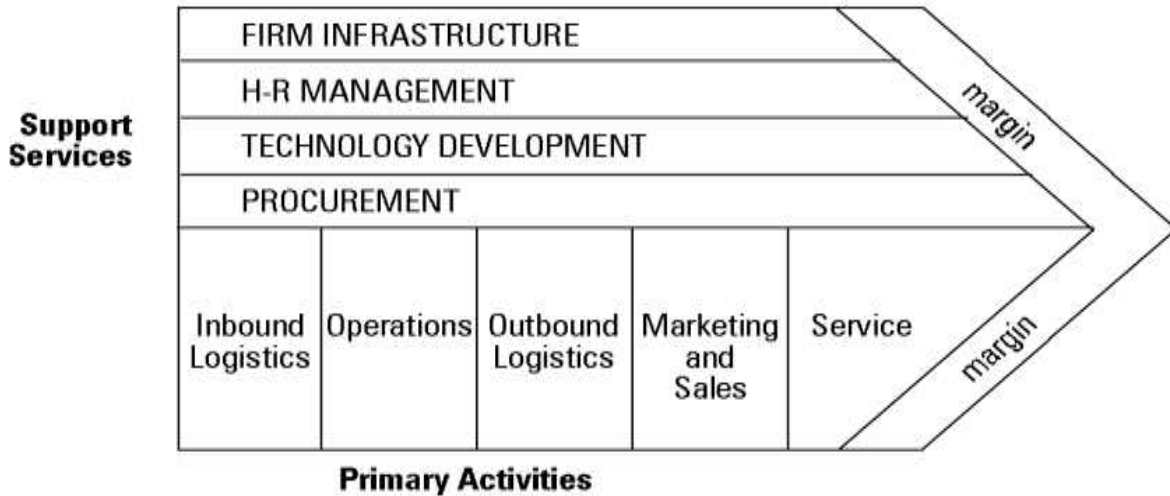 FIRM INFRASTRUCTURE
H-R MANAGEMENT
TECHNOLOGY DEVELOPMENT
PROCUREMENT
Support
Services
margin
Inbound
Logistics
Operations
Outbound
Logistics
Marketing
and
Sales
Service
margin
Primary Activities